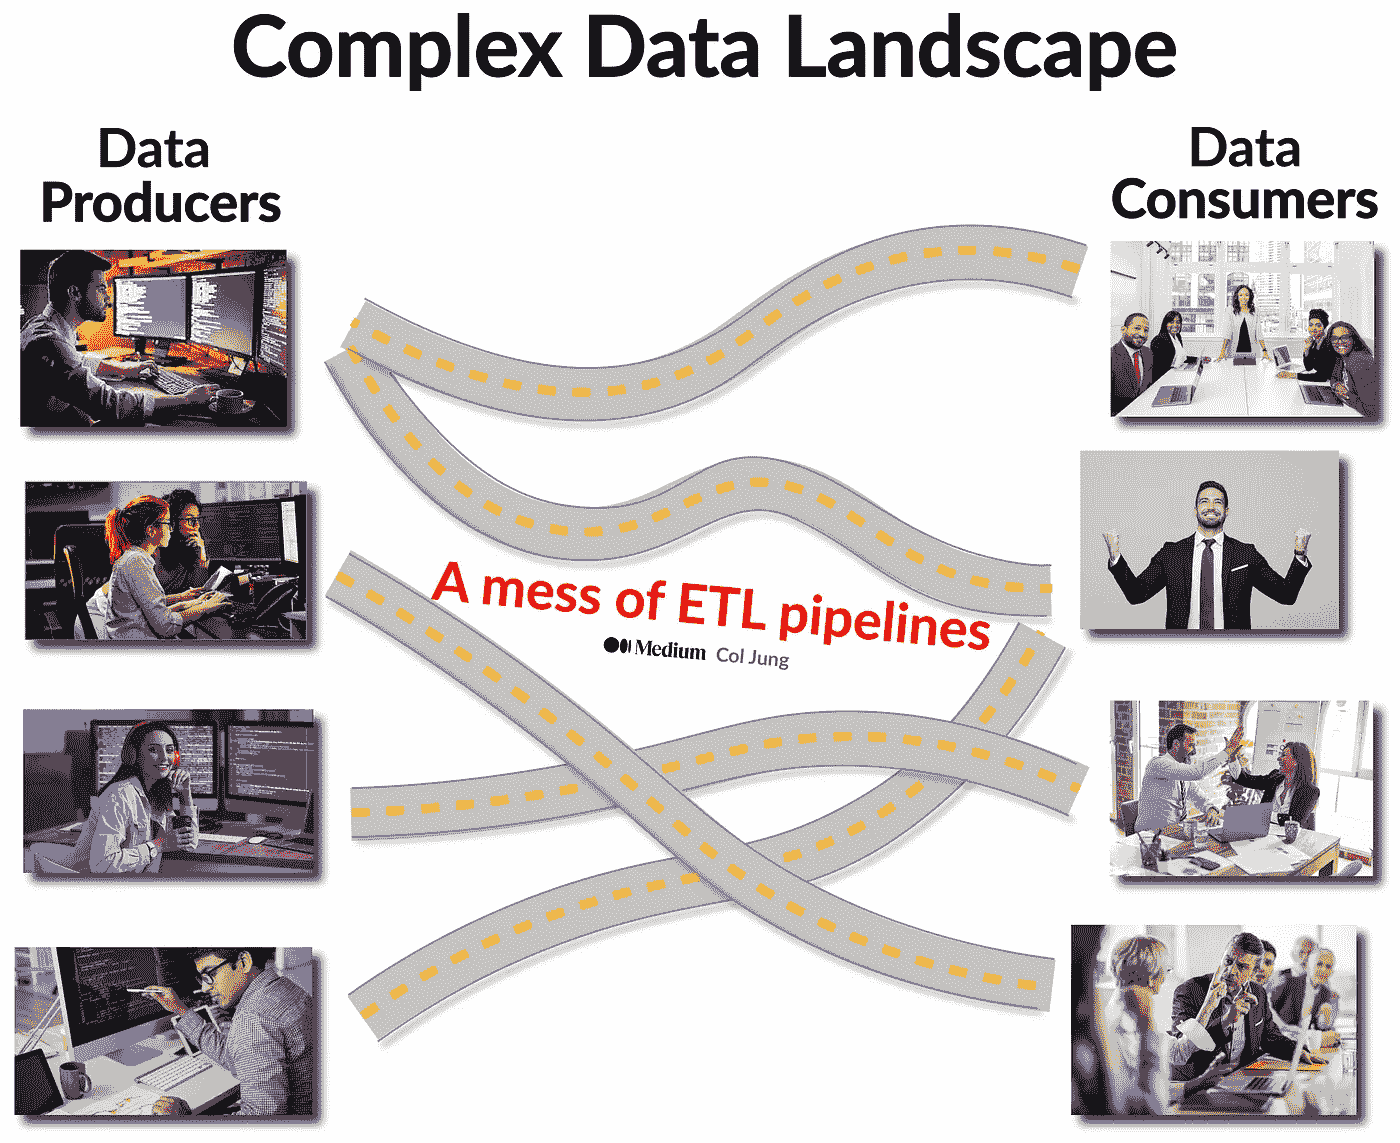 Complex Data Landscape
Data
Producers
Data
Consumers
A mess of ETL pipelines
Medium Col Jung